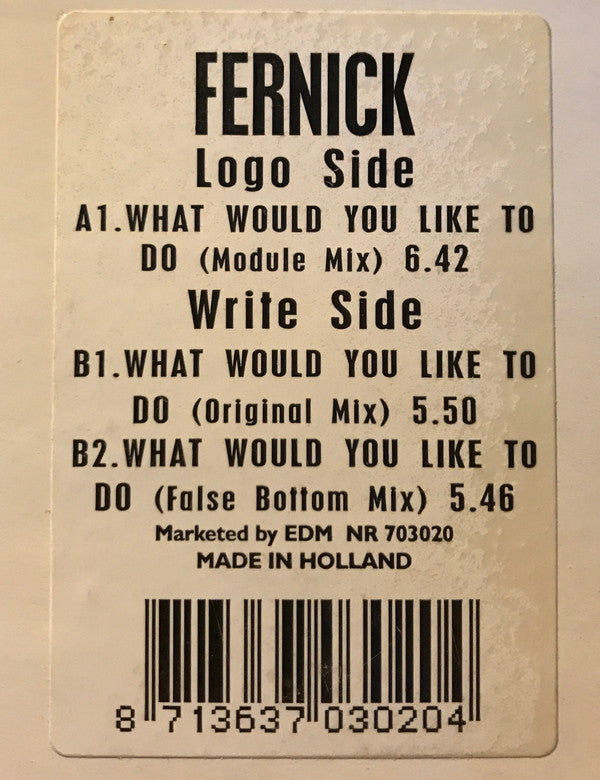 FERNICK
Logo Side
A1.WHAT WOULD YOU LIKE TO
DO (Module Mix) 6.42
Write Side
B1.WHAT WOULD YOU LIKE TO
DO (Original Mix) 5.50
B2.WHAT WOULD YOU LIKE TO
DO (False Bottom Mix) 5.46
Marketed by EDM NR 703020
MADE IN HOLLAND
8 713637 030204